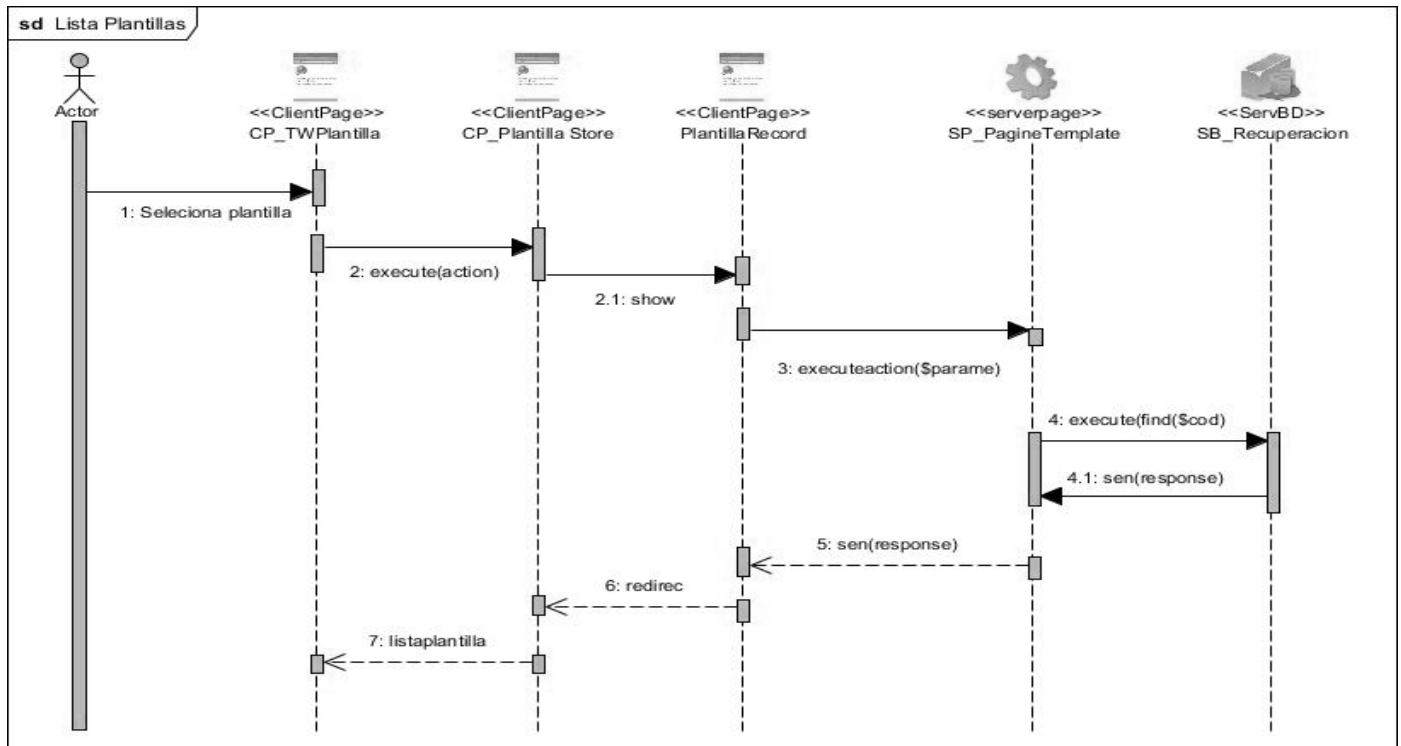 sd Lista Plantillas
Actor
<<ClientPage>>
CP_TWPlantilla
<<ClientPage>>
CP_Plantilla Store
<<ClientPage>>
PlantillaRecord
<<serverpage>>
SP_PagineTemplate
<<ServBD>>
SB_Recuperacion
1: Seleciona plantilla
2: execute(action)
2.1: show
3: executeaction($parame)
4: execute(find($cod)
4.1: sen(response)
5: sen(response)
6: redirec
7: listaplantilla